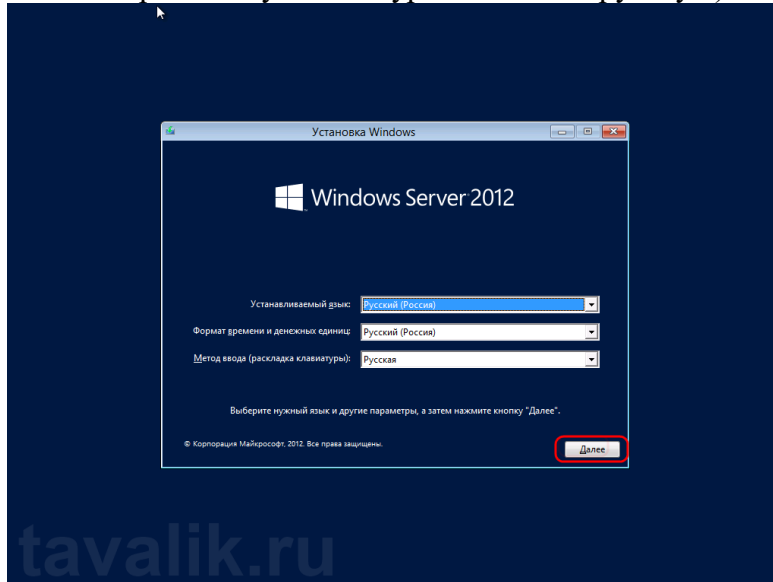 Установка Windows
Windows Server 2012
Устанавливаемый язык: Русский (Россия)
Формат времени и денежных единиц: Русский (Россия)
Метод ввода (раскладка клавиатуры): Русская
Выберите нужный язык и другие параметры, а затем нажмите кнопку "Далее".
© Корпорация Майкрософт, 2012. Все права защищены.
Далее
tavalik.ru